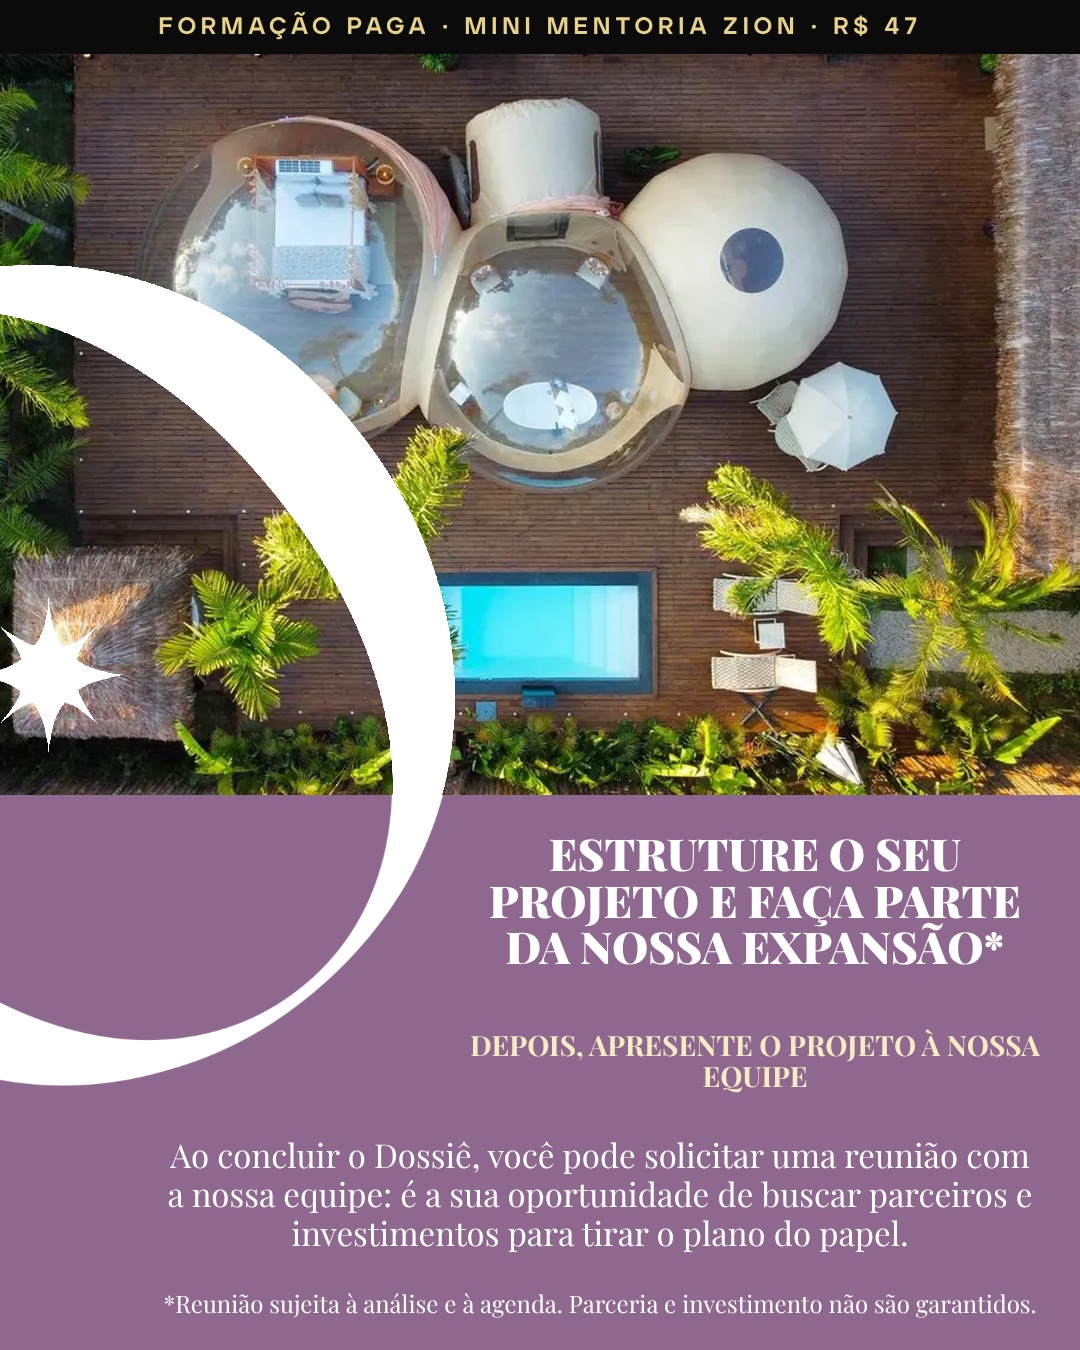 FORMAÇÃO PAGA · MINI MENTORIA ZION · R$ 47
ESTRUTURE O SEU
PROJETO E FAÇA PARTE
DA NOSSA EXPANSÃO*
DEPOIS, APRESENTE O PROJETO À NOSSA
EQUIPE
Ao concluir o Dossiê, você pode solicitar uma reunião com
a nossa equipe: é a sua oportunidade de buscar parceiros e
investimentos para tirar o plano do papel.
*Reunião sujeita à análise e à agenda. Parceria e investimento não são garantidos.